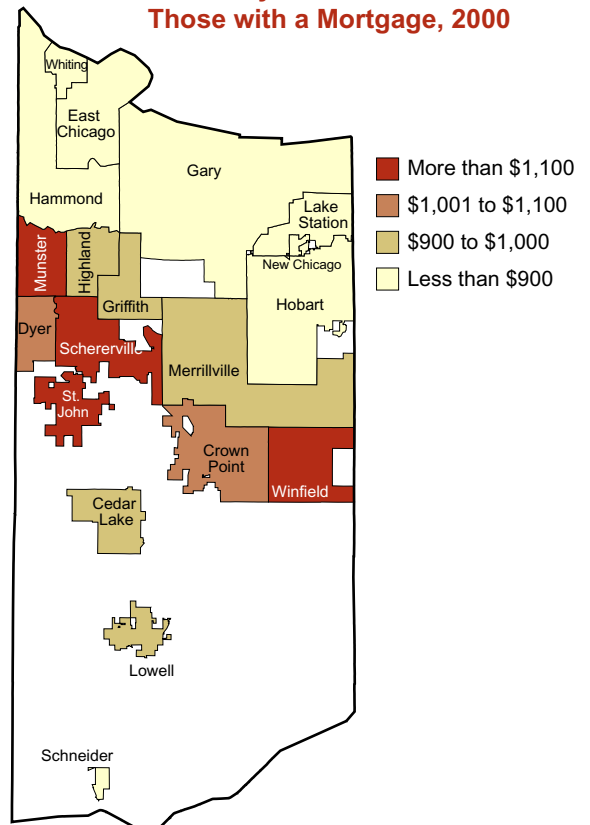 Those with a Mortgage, 2000
Whiting
East
Chicago
Gary
Hammond
Lake
Station
New Chicago
Hobart
Munster
Highland
Griffith
Dyer
Schererville
Merrillville
St.
John
Crown
Point
Winfield
Cedar
Lake
Lowell
Schneider
More than $1,100
$1,001 to $1,100
$900 to $1,000
Less than $900